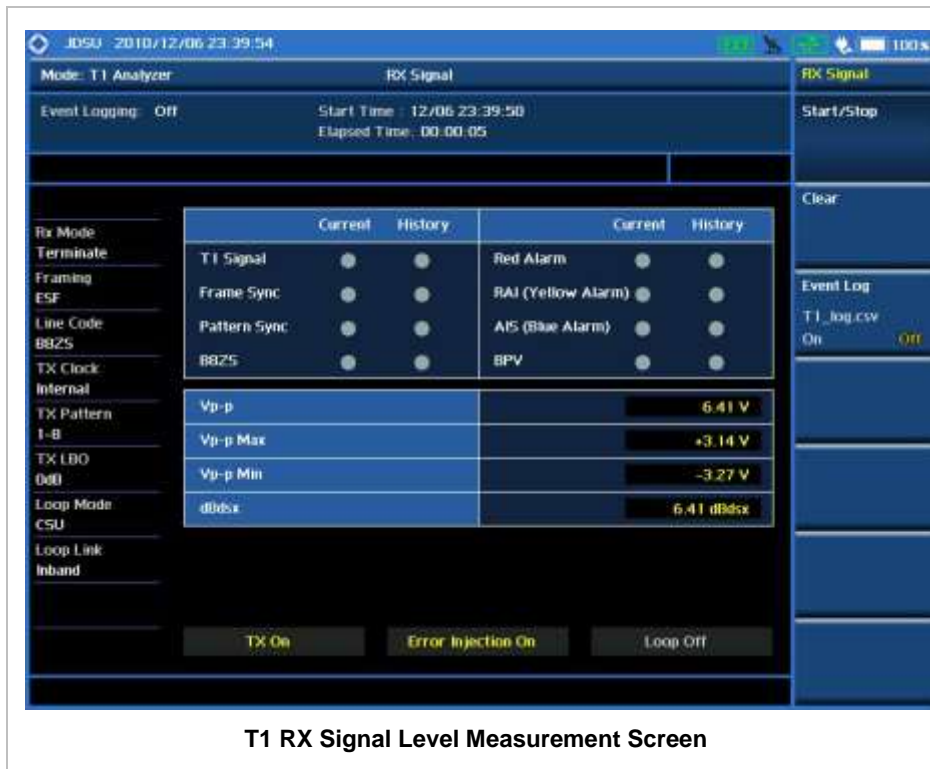 JDSU 2010/12/06 23:39:54
100%
Mode: T1 Analyzer
RX Signal
RX Signal
Event Logging: Off
Start Time : 12/06 23:39:50
Elapsed Time: 00:00:05
Start/Stop
Clear
Event Log
T1_log.csv
On Off
Rx Mode
Terminate
Framing
ESF
Line Code
B8ZS
TX Clock
Internal
TX Pattern
1-8
TX LBO
0dB
Loop Mode
CSU
Loop Link
Inband
Current History Current History
T1 Signal Red Alarm
Frame Sync RAI (Yellow Alarm)
Pattern Sync AIS (Blue Alarm)
B8ZS BPV
Vp-p 6.41 V
Vp-p Max +3.14 V
Vp-p Min -3.27 V
dBdsx 6.41 dBdsx
TX On Error Injection On Loop Off
T1 RX Signal Level Measurement Screen